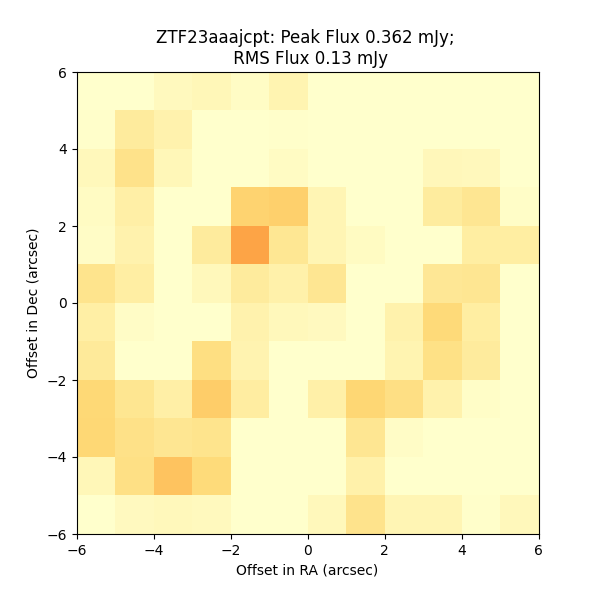 ZTF23aaajcpt: Peak Flux 0.362 mJy;
RMS Flux 0.13 mJy
6
4
2
0
−2
−4
−6
Offset in Dec (arcsec)
−6 −4 −2 0 2 4 6
Offset in RA (arcsec)